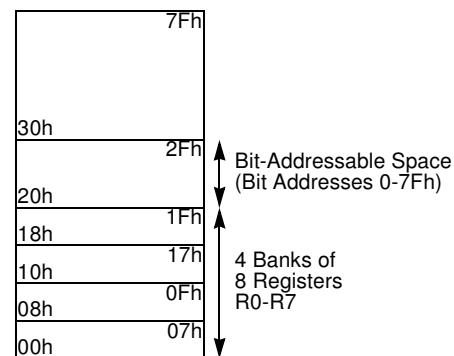 7Fh
30h
2Fh
Bit-Addressable Space
(Bit Addresses 0-7Fh)
20h
1Fh
18h
17h
10h
4 Banks of
8 Registers
R0-R7
0Fh
08h
07h
00h